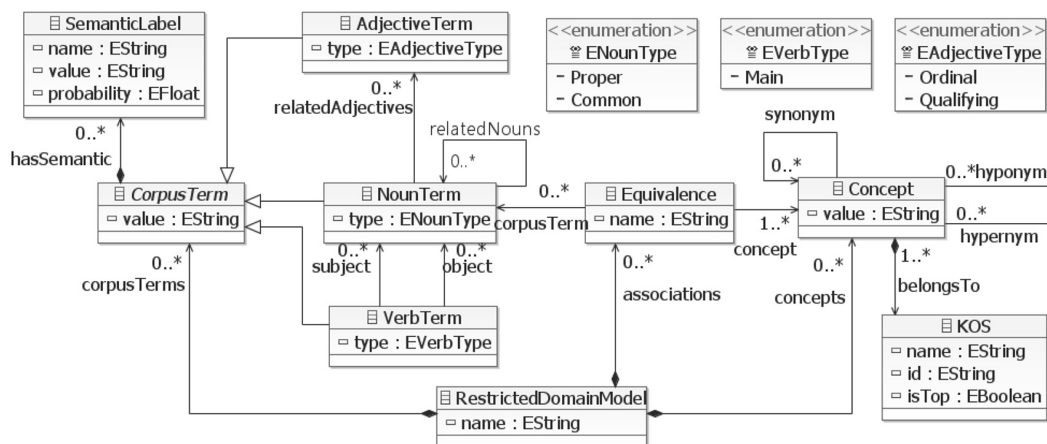 SemanticLabel
name : EString
value : EString
probability : EFloat
0..*
hasSemantic
AdjectiveTerm
type : EAdjectiveType
0..*
relatedAdjectives
<<enumeration>>
ENounType
Proper
Common
<<enumeration>>
EVerbType
Main
<<enumeration>>
EAdjectiveType
Ordinal
Qualifying
relatedNouns
0..*
synonym
0..*
CorpusTerm
value : EString
NounTerm
type : ENounType
0..*
corpusTerm
Equivalence
name : EString
1..*
concept
Concept
value : EString
0..*hyponym
0..*
hypernym
0..*
corpusTerms
0..*
subject
0..*
object
0..*
associations
0..*
concepts
1..*
belongsTo
VerbTerm
type : EVerbType
KOS
name : EString
id : EString
isTop : EBoolean
RestrictedDomainModel
name : EString